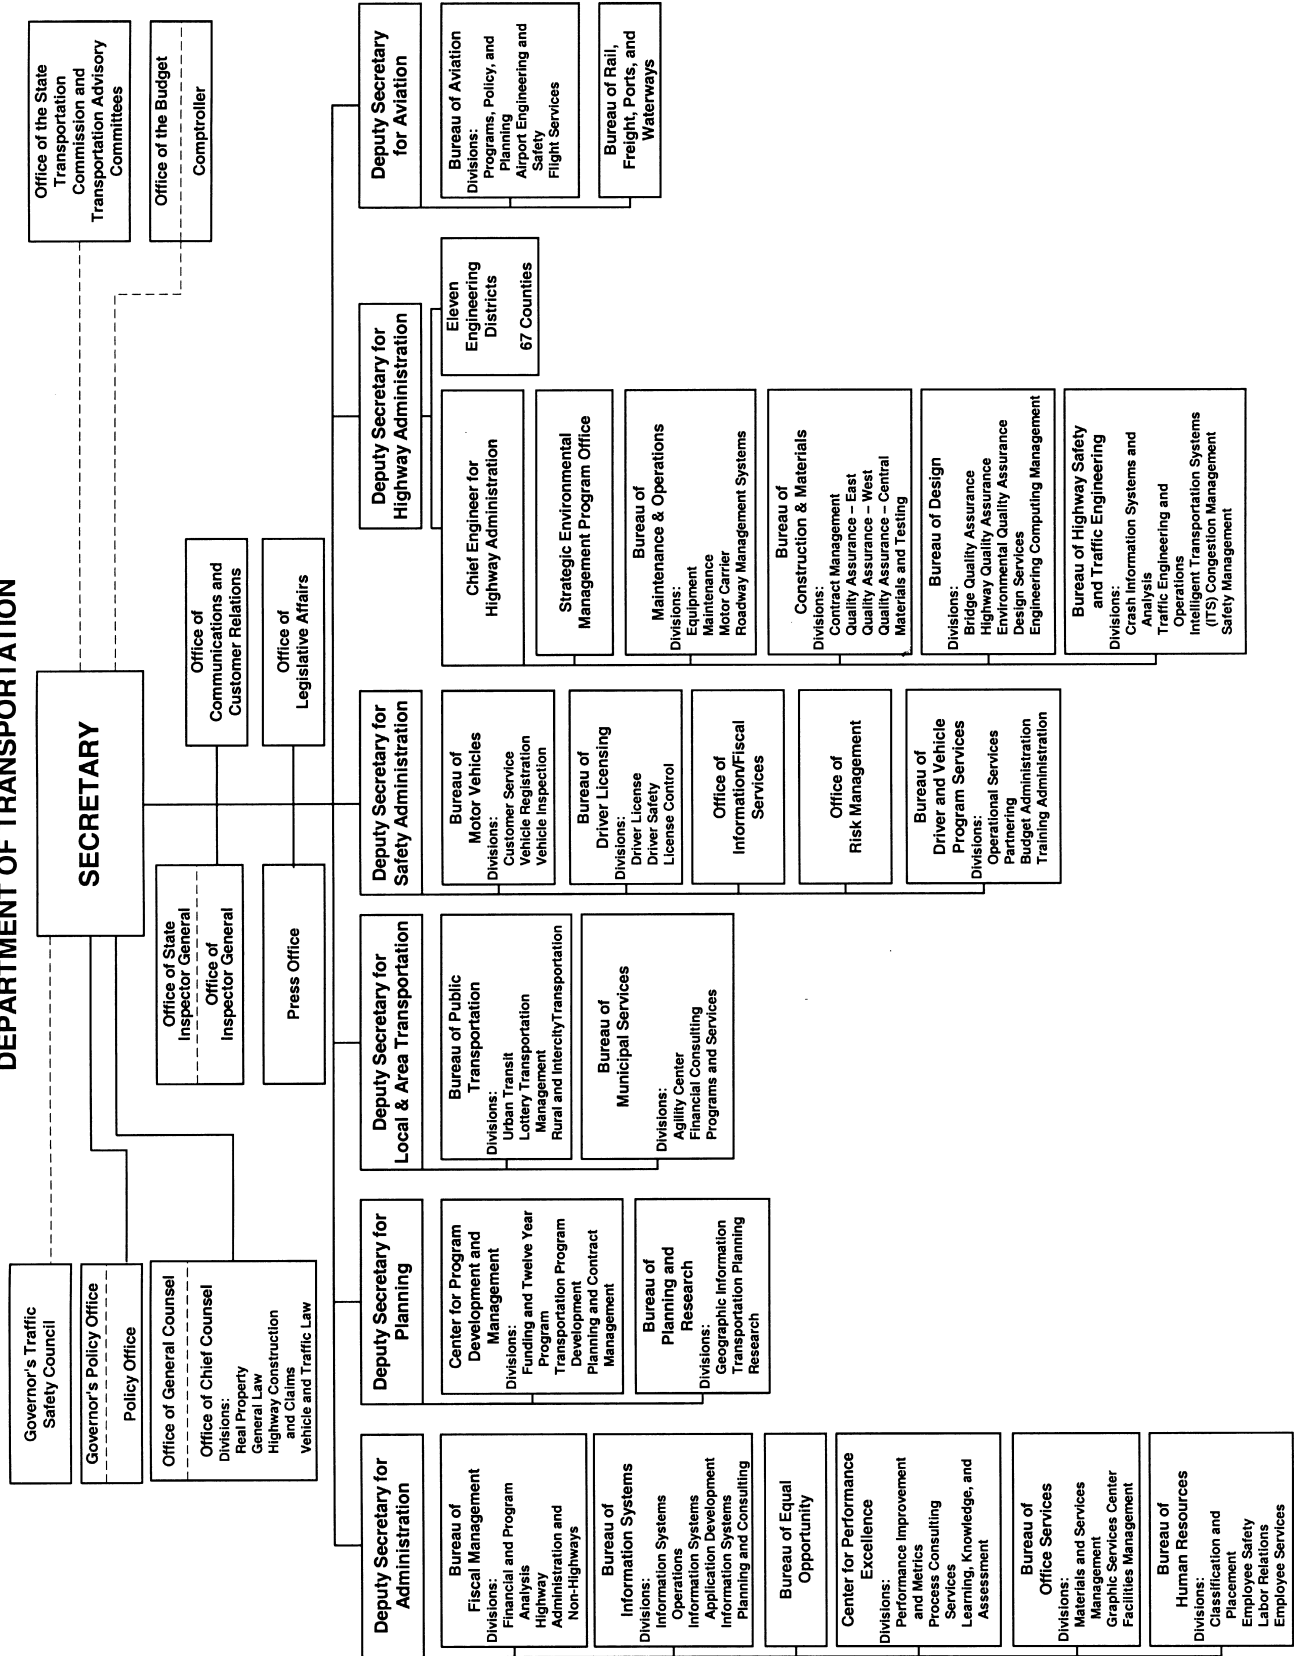 DEPARTMENT OF TRANSPORTATION
SECRETARY
Governor's Traffic
Safety Council
Governor's Policy Office
Policy Office
Office of General Counsel
Office of Chief Counsel
Divisions:
Real Property
General Law
Highway Construction
and Claims
Vehicle and Traffic Law
Office of State
Inspector General
Office of
Inspector General
Press Office
Office of
Communications and
Customer Relations
Office of
Legislative Affairs
Office of the State
Transportation
Commission and
Transportation Advisory
Committees
Office of the Budget
Comptroller
Deputy Secretary for
Administration
Bureau of
Fiscal Management
Divisions:
Financial and Program
Analysis
Highway
Administration and
Non-Highways
Bureau of
Information Systems
Divisions:
Information Systems
Operations
Information Systems
Application Development
Information Systems
Planning and Consulting
Bureau of Equal
Opportunity
Center for Performance
Excellence
Divisions:
Performance Improvement
and Metrics
Process Consulting
Services
Learning, Knowledge, and
Assessment
Bureau of
Office Services
Divisions:
Materials and Services
Management
Graphic Services Center
Facilities Management
Bureau of
Human Resources
Divisions:
Classification and
Placement
Employee Safety
Labor Relations
Employee Services
Deputy Secretary for
Planning
Center for Program
Development and
Management
Divisions:
Funding and Twelve Year
Program
Transportation Program
Development
Planning and Contract
Management
Bureau of
Planning and
Research
Divisions:
Geographic Information
Transportation Planning
Research
Deputy Secretary for
Local & Area Transportation
Bureau of Public
Transportation
Divisions:
Urban Transit
Lottery Transportation
Management
Rural and IntercityTransportation
Bureau of
Municipal Services
Divisions:
Agility Center
Financial Consulting
Programs and Services
Deputy Secretary for
Safety Administration
Bureau of
Motor Vehicles
Divisions:
Customer Service
Vehicle Registration
Vehicle Inspection
Bureau of
Driver Licensing
Divisions:
Driver License
Driver Safety
License Control
Office of
Information/Fiscal
Services
Office of
Risk Management
Bureau of
Driver and Vehicle
Program Services
Divisions:
Operational Services
Partnering
Budget Administration
Training Administration
Deputy Secretary for
Highway Administration
Chief Engineer for
Highway Administration
Strategic Environmental
Management Program Office
Bureau of
Maintenance & Operations
Divisions:
Equipment
Maintenance
Motor Carrier
Roadway Management Systems
Bureau of
Construction & Materials
Divisions:
Contract Management
Quality Assurance – East
Quality Assurance – West
Quality Assurance – Central
Materials and Testing
Bureau of Design
Divisions:
Bridge Quality Assurance
Highway Quality Assurance
Environmental Quality Assurance
Design Services
Engineering Computing Management
Bureau of Highway Safety
and Traffic Engineering
Divisions:
Crash Information Systems and
Analysis
Traffic Engineering and
Operations
Intelligent Transportation Systems
(ITS) Congestion Management
Safety Management
Eleven
Engineering
Districts
67 Counties
Deputy Secretary
for Aviation
Bureau of Aviation
Divisions:
Programs, Policy, and
Planning
Airport Engineering and
Safety
Flight Services
Bureau of Rail,
Freight, Ports, and
Waterways